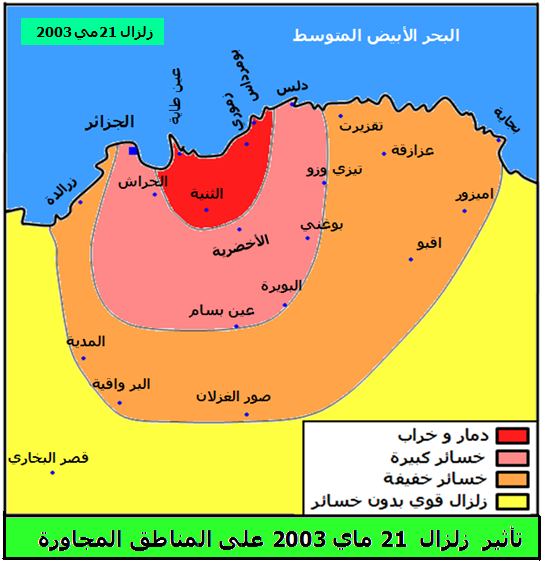 زلزال 21مي 2003
البحر الأبيض المتوسط
بومرداس
عين طاية
زموري
دلس
الجزائر
تقزيرت
بجاية
عزازقة
تيزي وزو
الحراش
زرالدة
الثنية
اميزور
بوغني
الأخضرية
اقبو
البويرة
عين بسام
المدية
البرواقية
صور الغزلان
قصر البخاري
دمار و خراب
خسائر كبيرة
خسائر خفيفة
زلزال قوي بدون خسائر
تأثير زلزال 21 ماي 2003 على المناطق المجاورة